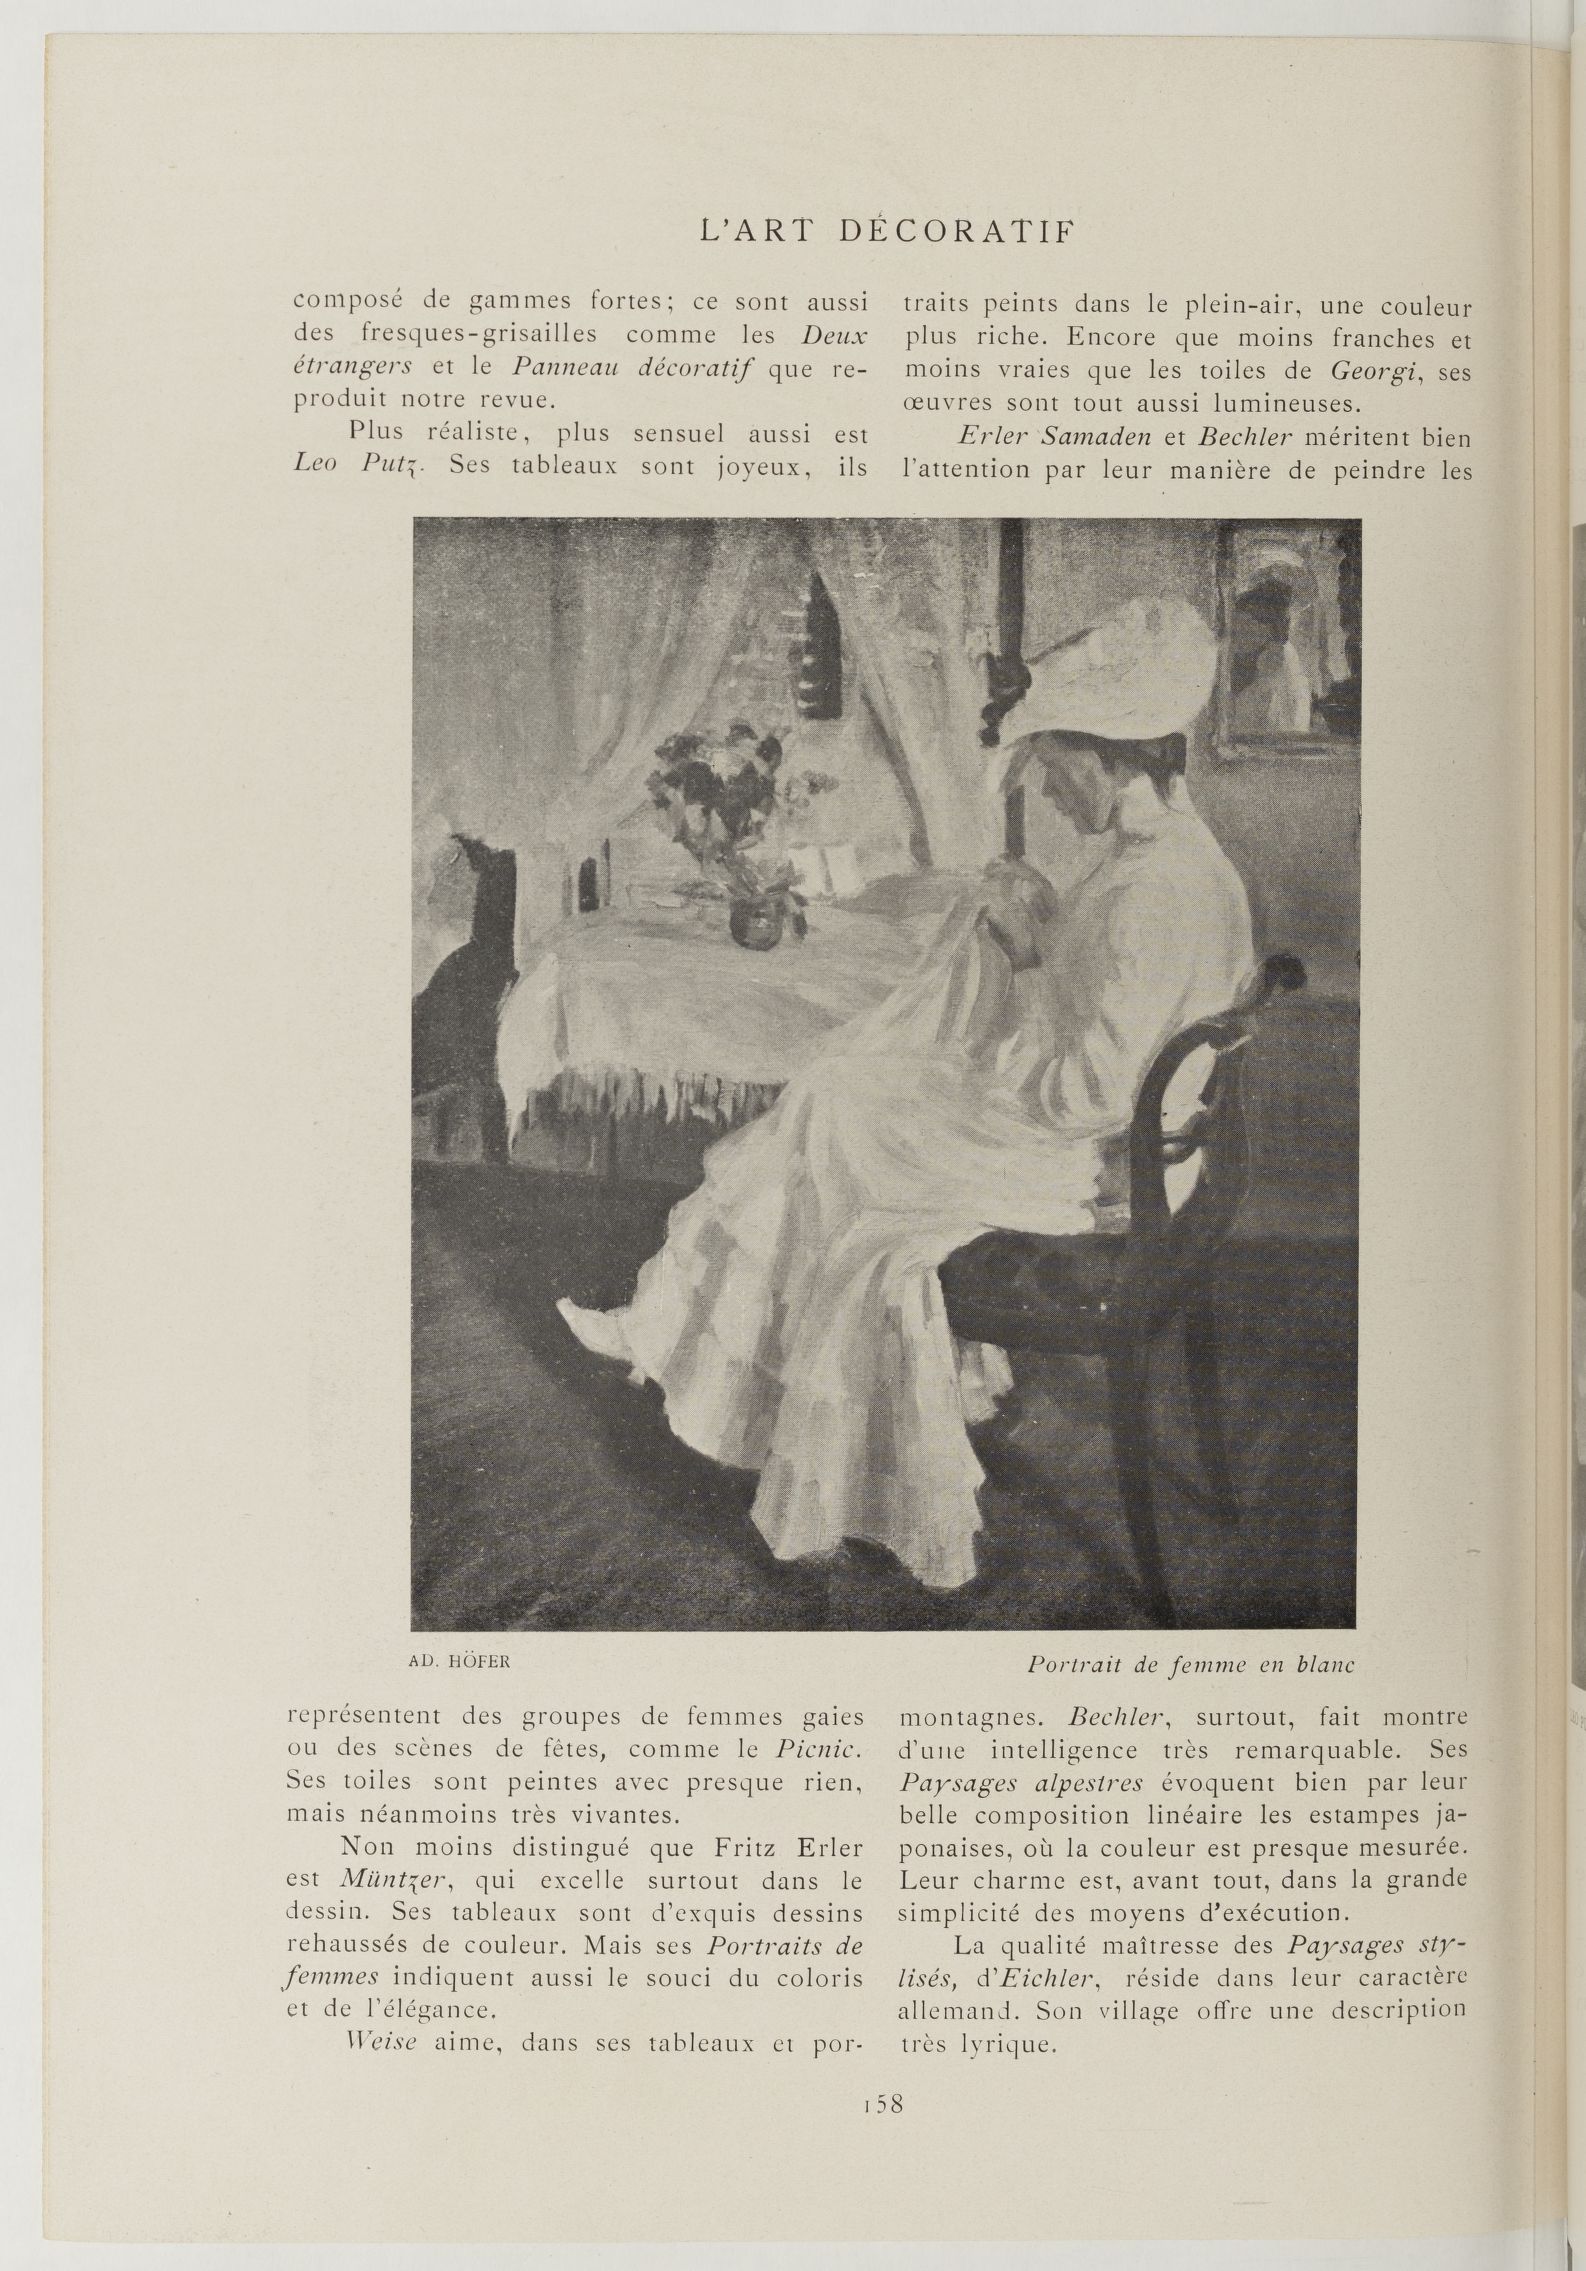 L'ART DÉCORATIF
composé de gammes fortes; ce sont aussi
des fresques-grisailles comme les Deux
étrangers et le Panneau décoratif que re-
produit notre revue.
Plus réaliste, plus sensuel aussi est
Leo Putz. Ses tableaux sont joyeux, ils
représentent des groupes de femmes gaies
ou des scènes de fêtes, comme le Picnic.
Ses toiles sont peintes avec presque rien,
mais néanmoins très vivantes.
Non moins distingué que Fritz Erler
est Müntzer, qui excelle surtout dans le
dessin. Ses tableaux sont d'exquis dessins
rehaussés de couleur. Mais ses Portraits de
femmes indiquent aussi le souci du coloris
et de l'élégance.
Weise aime, dans ses tableaux et por-
traits peints dans le plein-air, une couleur
plus riche. Encore que moins franches et
moins vraies que les toiles de Georgi, ses
œuvres sont tout aussi lumineuses.
Erler Samaden et Bechler méritent bien
l'attention par leur manière de peindre les
montagnes. Bechler, surtout, fait montre
d'une intelligence très remarquable. Ses
Paysages alpestres évoquent bien par leur
belle composition linéaire les estampes ja-
ponaises, où la couleur est presque mesurée.
Leur charme est, avant tout, dans la grande
simplicité des moyens d'exécution.
La qualité maîtresse des Paysages sty-
lisés, d'Eichler, réside dans leur caractère
allemand. Son village offre une description
très lyrique.
AD. HÖFER
Portrait de femme en blanc
158